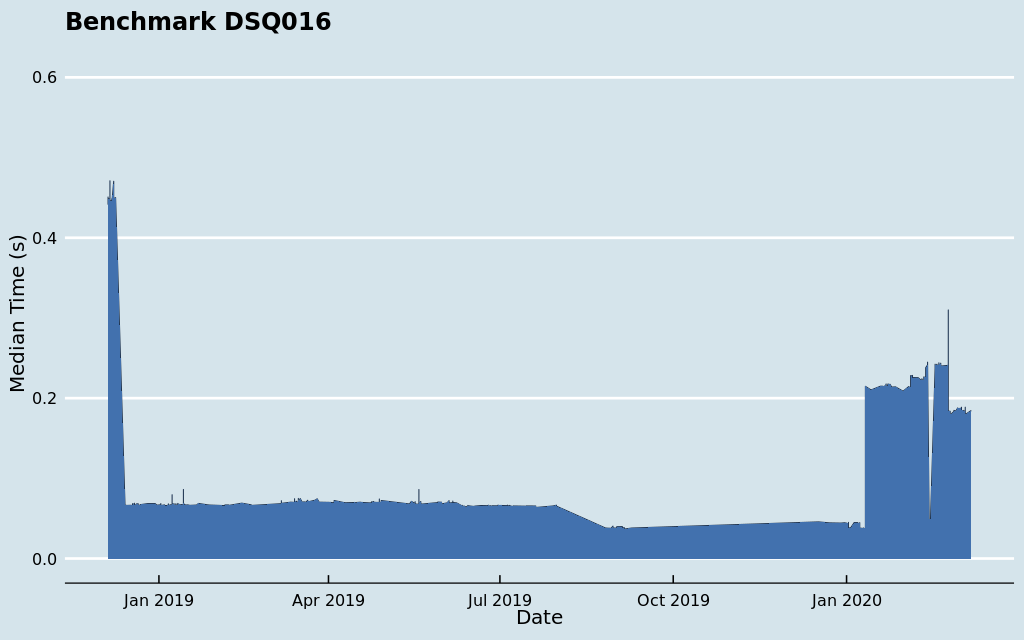 Benchmark DSQ016
Median Time (s)
0.6
0.4
0.2
0.0
Jan 2019
Apr 2019
Jul 2019
Oct 2019
Jan 2020
Date